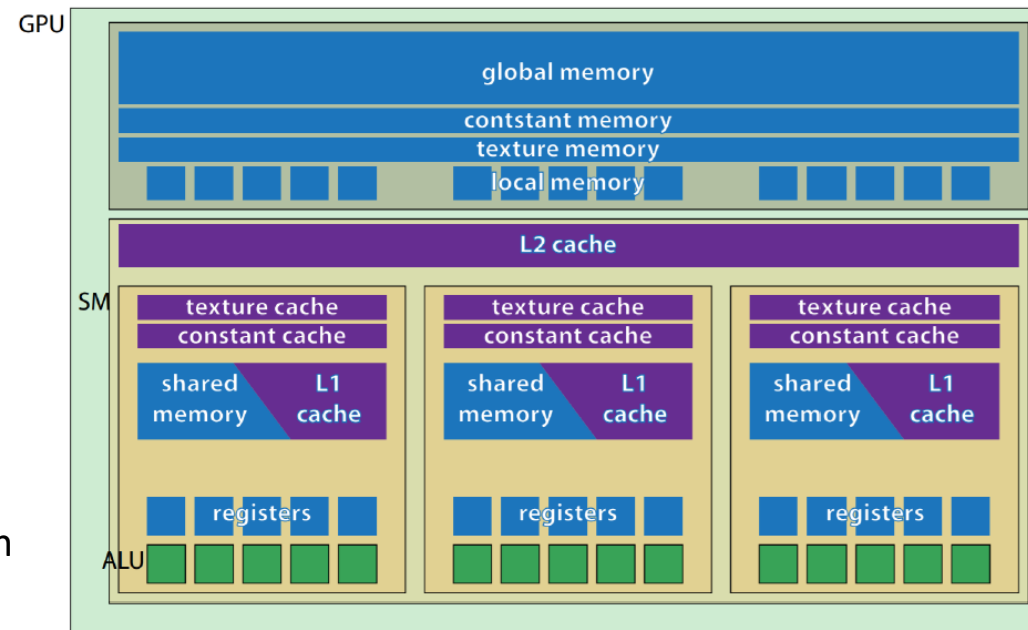 GPU
global memory
contstant memory
texture memory
local memory
L2 cache
SM
texture cache texture cache texture cache
constant cache constant cache constant cache
shared L1 shared L1 shared L1
memory cache memory cache memory cache
registers registers registers
n
ALU